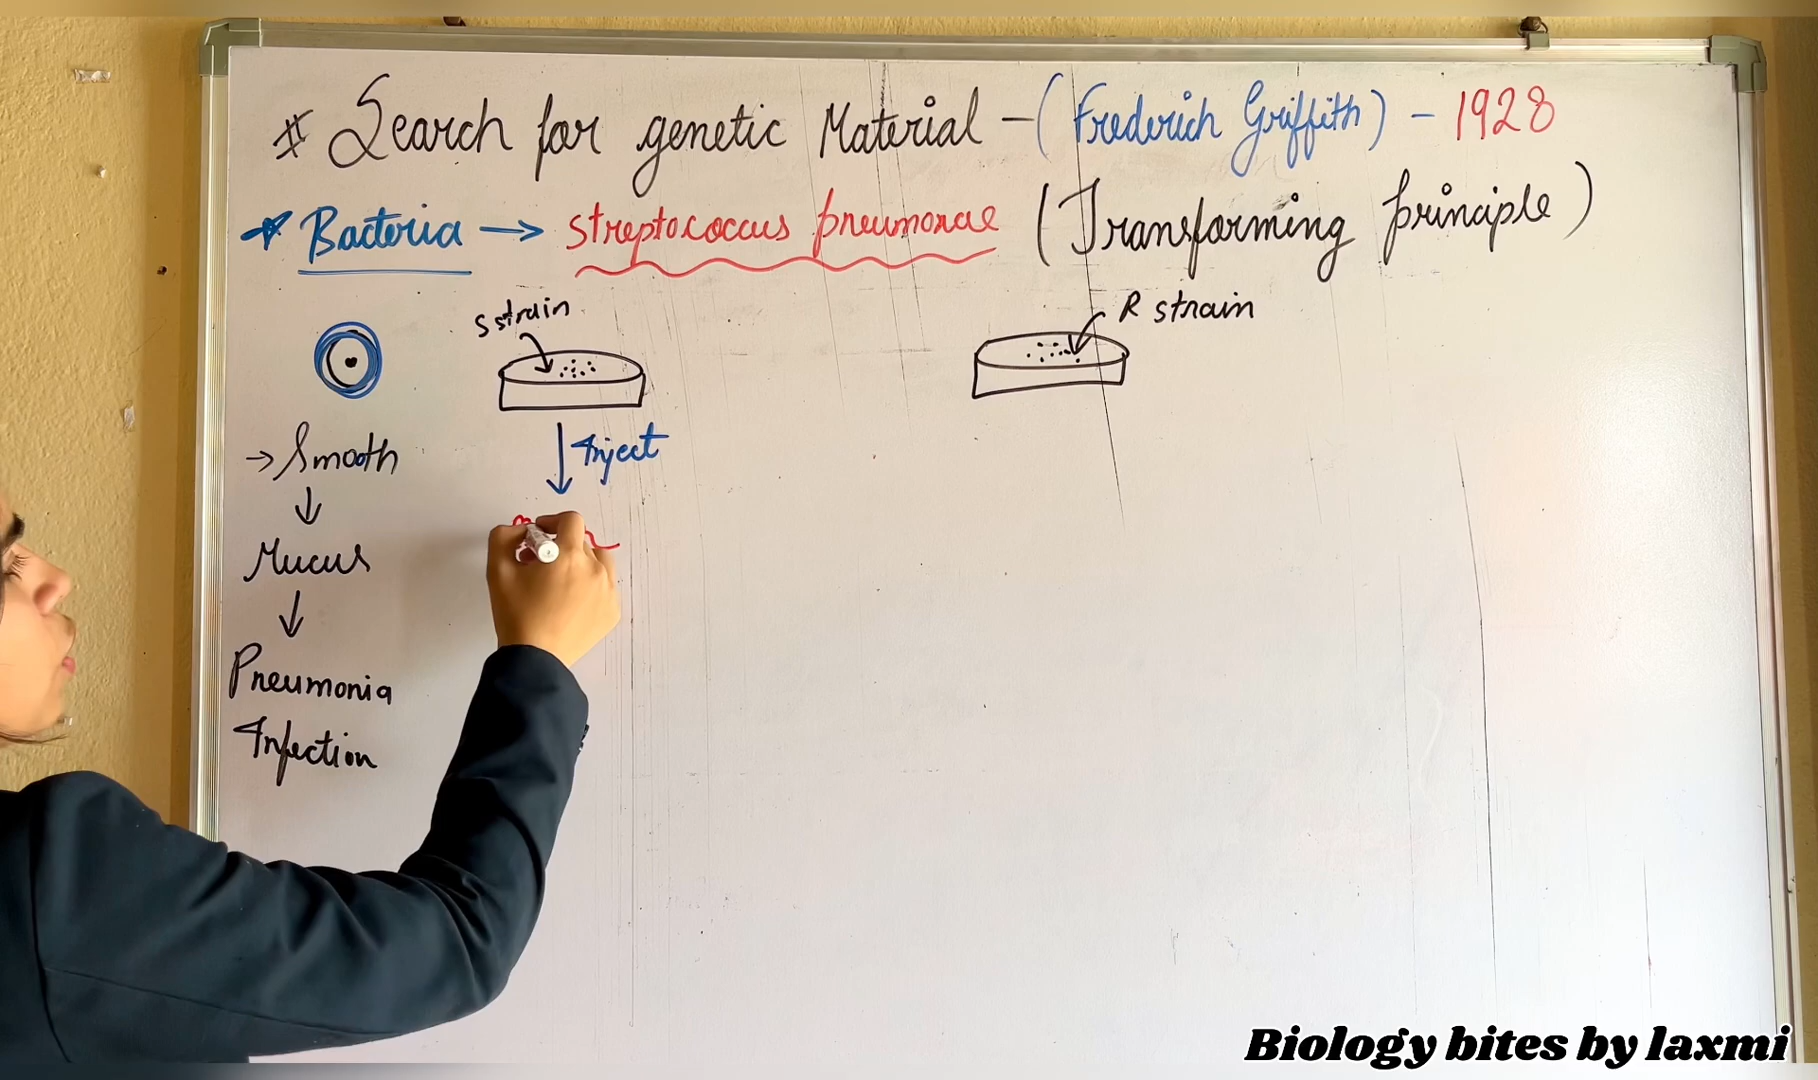 # Search for genetic Material - (Frederich Griffith) - 1928
* Bacteria → streptococcus pneumonae (Transforming principle)
S strain
R strain
Inject
→ Smooth
↓
Mucus
↓
Pneumonia
Infection
Biology bites by laxmi